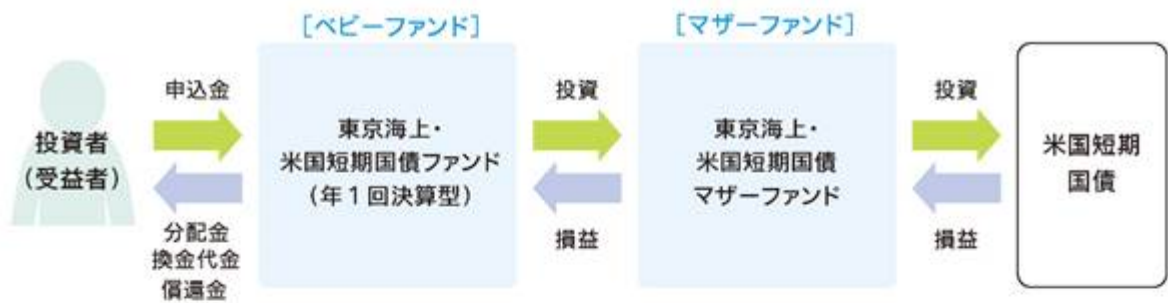 [ベビーファンド]
[マザーファンド]
投資者
(受益者)
申込金
分配金
換金代金
償還金
東京海上・
米国短期国債ファンド
(年1回決算型)
投資
損益
東京海上・
米国短期国債
マザーファンド
投資
損益
米国短期
国債